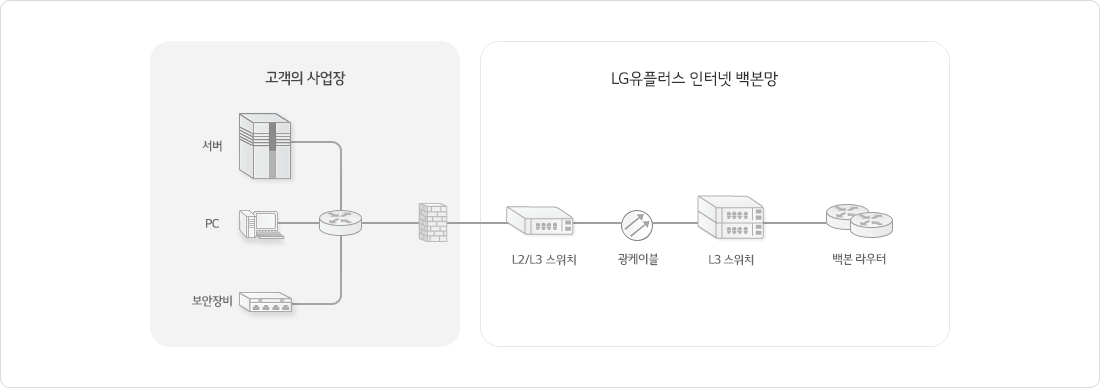 고객의 사업장
서버
PC
보안장비
LG유플러스 인터넷 백본망
L2/L3 스위치
광케이블
L3 스위치
백본 라우터